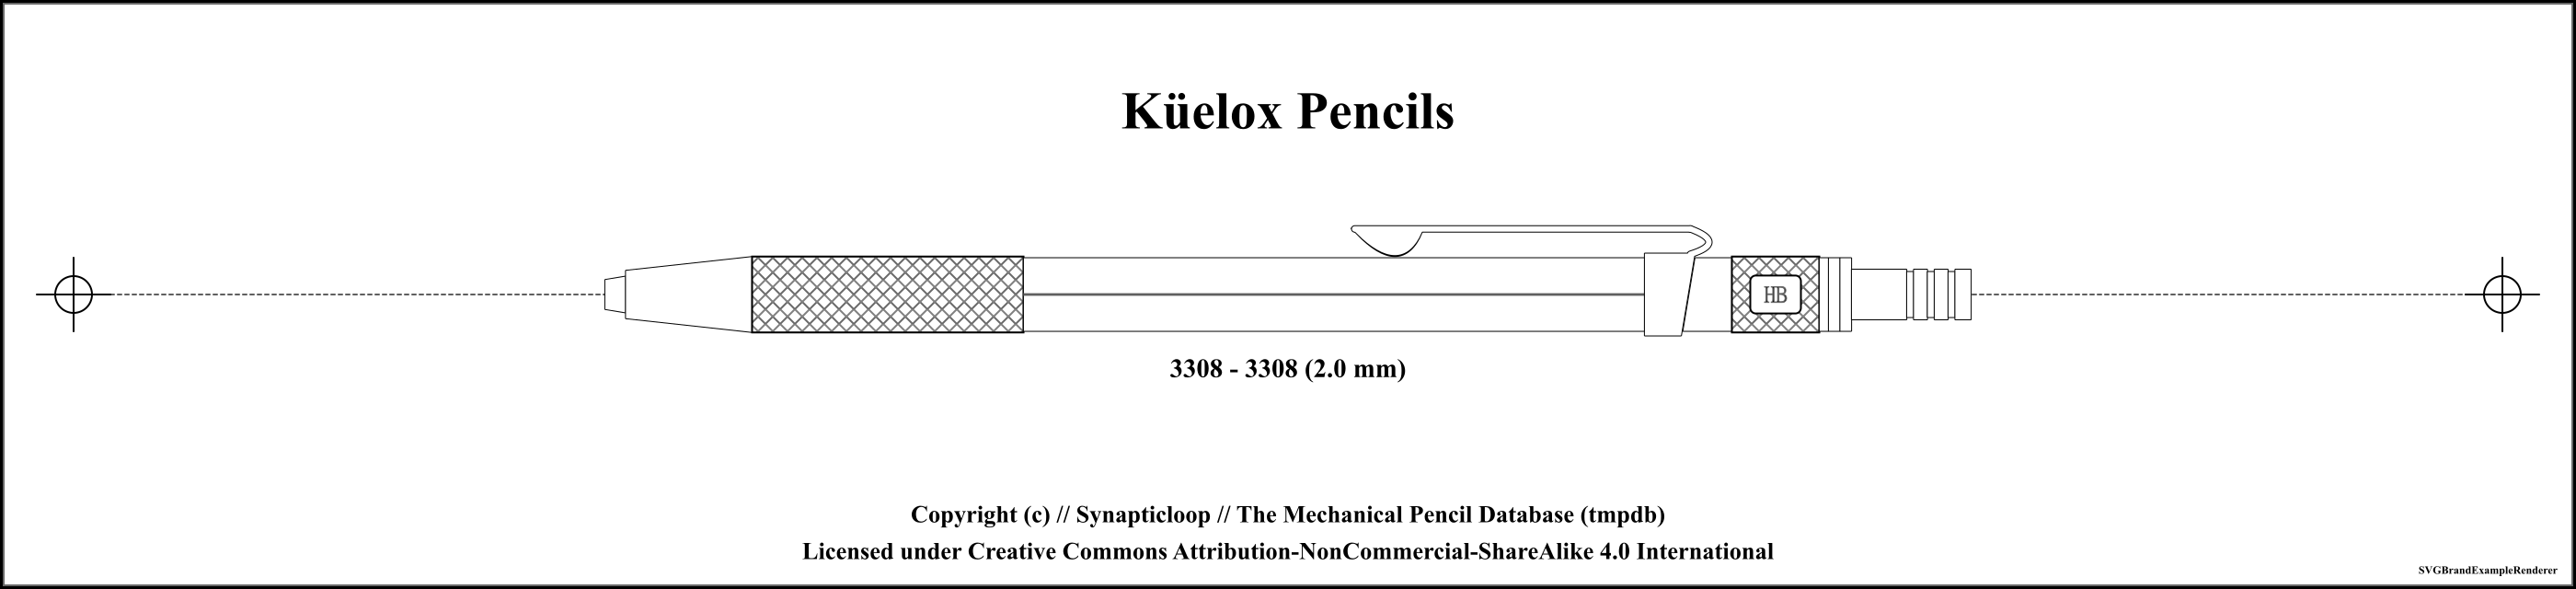 Küelox Pencils
HB
3308 - 3308 (2.0 mm)
Copyright (c) // Synapticloop // The Mechanical Pencil Database (tmpdb)
Licensed under Creative Commons Attribution-NonCommercial-ShareAlike 4.0 International
SVGBrandExampleRenderer